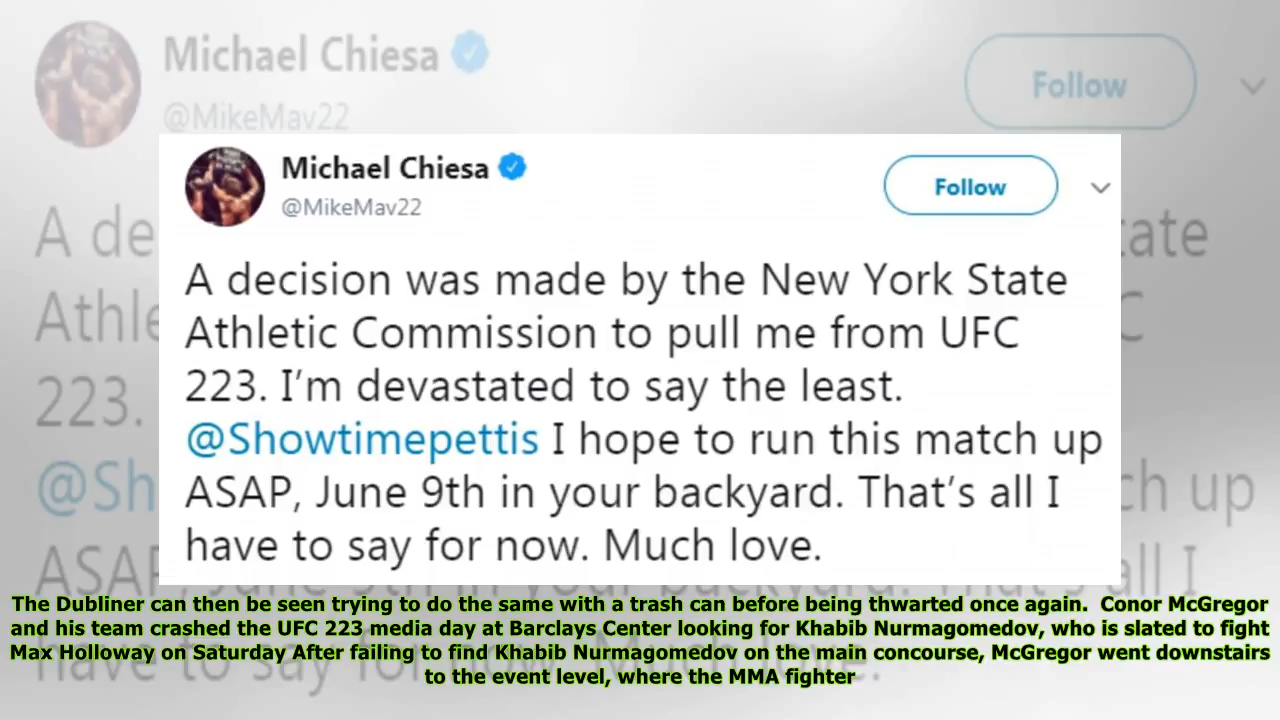 Michael Chiesa
@MikeMav22
Follow
Michael Chiesa
@MikeMav22
Follow
A decision was made by the New York State
Athletic Commission to pull me from UFC
223. I'm devastated to say the least.
@Showtimepettis I hope to run this match up
ASAP, June 9th in your backyard. That's all I
have to say for now. Much love.
The Dubliner can then be seen trying to do the same with a trash can before being thwarted once again.  Conor McGregor
and his team crashed the UFC 223 media day at Barclays Center looking for Khabib Nurmagomedov, who is slated to fight
Max Holloway on Saturday After failing to find Khabib Nurmagomedov on the main concourse, McGregor went downstairs
to the event level, where the MMA fighter